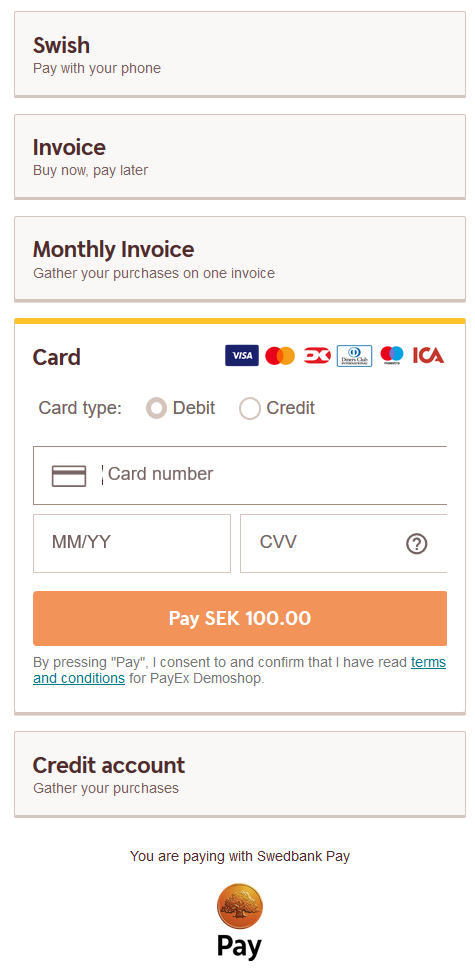 Swish
Pay with your phone
Invoice
Buy now, pay later
Monthly Invoice
Gather your purchases on one invoice
Card VISA Diners Club INTERNATIONAL maestro ICA
Card type: Debit Credit
Card number
MM/YY CVV ?
Pay SEK 100.00
By pressing "Pay", I consent to and confirm that I have read terms
and conditions for PayEx Demoshop.
Credit account
Gather your purchases
You are paying with Swedbank Pay
Pay